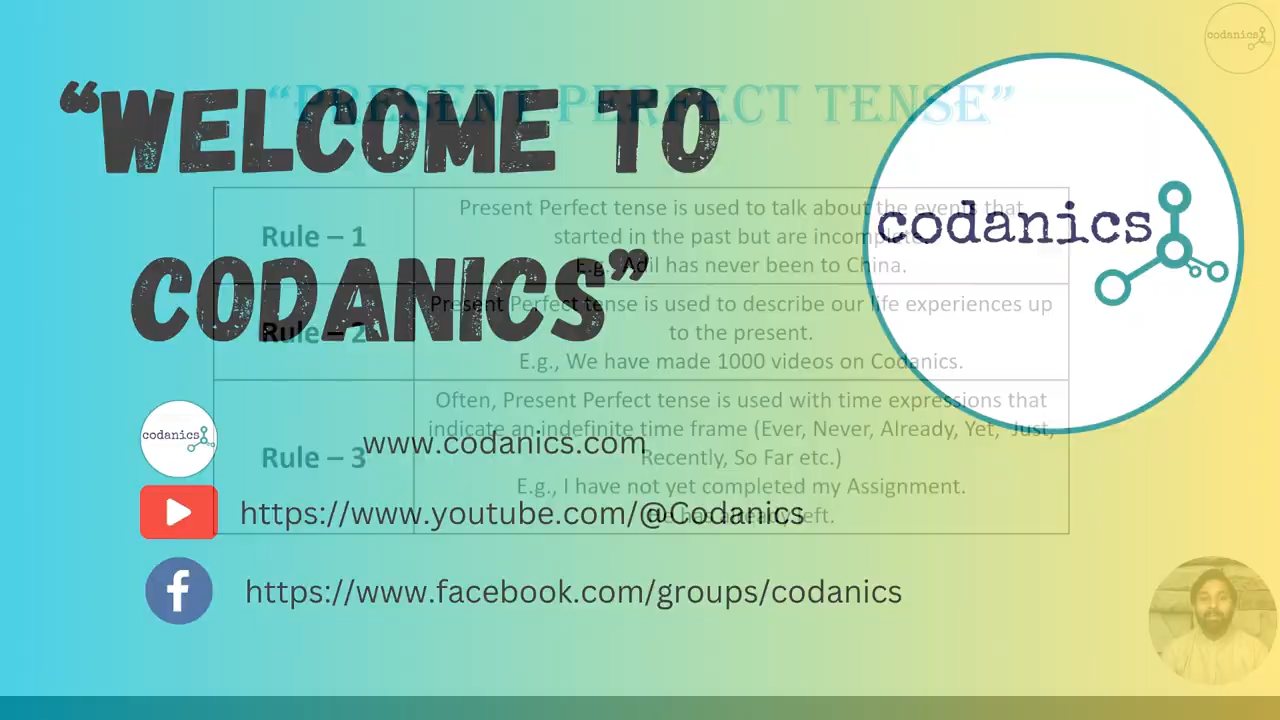 codanics
“WELCOME TO
CODANICS”
“PRESENT PERFECT TENSE”
codanics
Rule – 1
Present Perfect tense is used to talk about the events that
started in the past but are incomplete.
E.g., Adil has never been to China.
Rule – 2
Present Perfect tense is used to describe our life experiences up
to the present.
E.g., We have made 1000 videos on Codanics.
Rule – 3
Often, Present Perfect tense is used with time expressions that
indicate an indefinite time frame (Ever, Never, Already, Yet, Just,
Recently, So Far etc.)
E.g., I have not yet completed my Assignment.
has already left.
codanics
www.codanics.com
https://www.youtube.com/@Codanics
https://www.facebook.com/groups/codanics